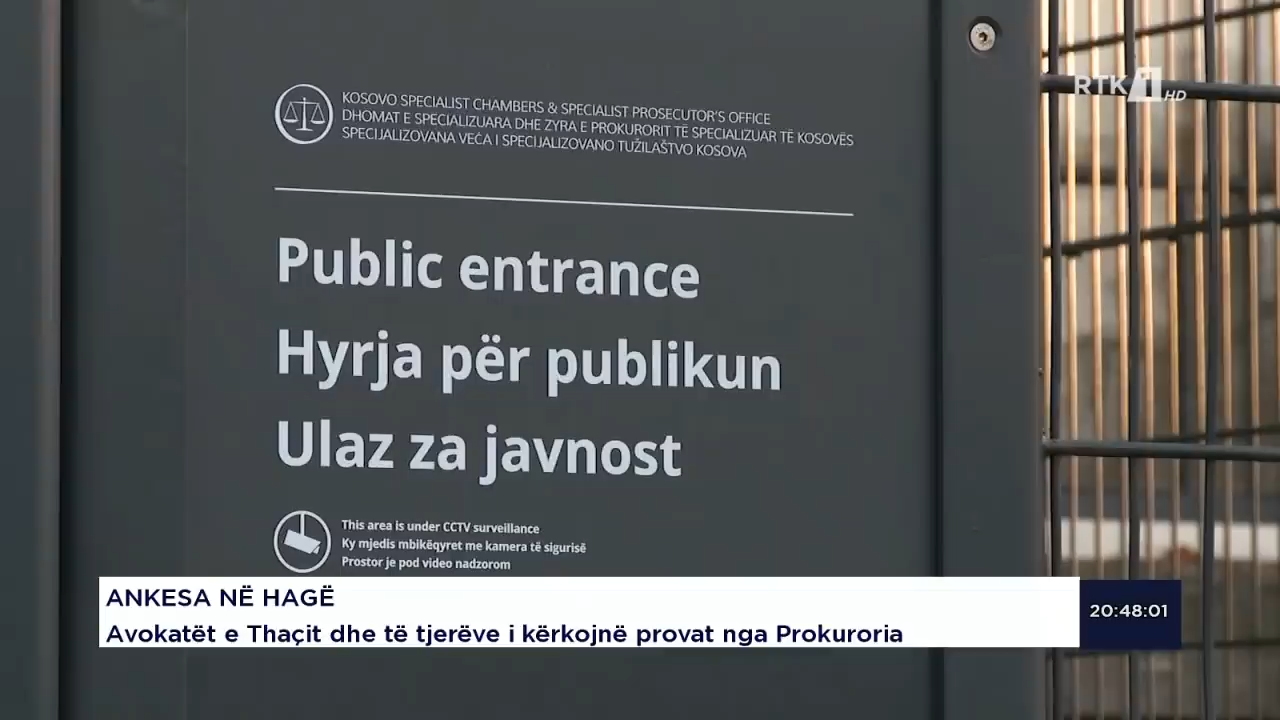 KOSOVO SPECIALIST CHAMBERS & SPECIALIST PROSECUTOR'S OFFICE
DHOMAT E SPECIALIZUARA DHE ZYRA E PROKURORIT TË SPECIALIZUAR TË KOSOVËS
SPECIJALIZOVANA VEĆA I SPECIJALIZOVANO TUŽILAŠTVO KOSOVA
RTK1 HD
Public entrance
Hyrja për publikun
Ulaz za javnost
This area is under CCTV surveillance
Ky mjedis mbikëqyret me kamera të sigurisë
Prostor je pod video nadzorom
ANKESA NË HAGË
Avokatët e Thaçit dhe të tjerëve i kërkojnë provat nga Prokuroria
20:48:01